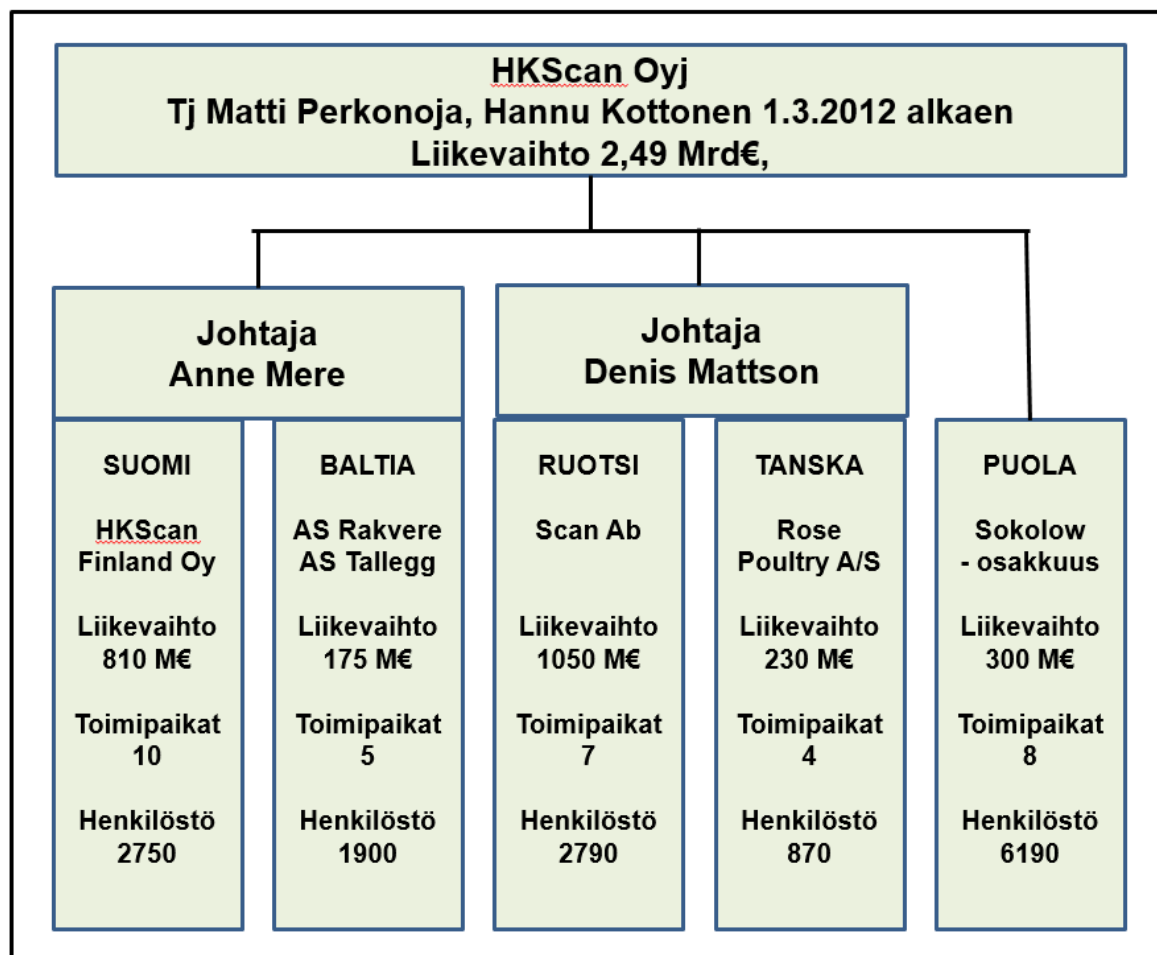 HKScan Oyj
Tj Matti Perkonoja, Hannu Kottonen 1.3.2012 alkaen
Liikevaihto 2,49 Mrd€,
Johtaja
Anne Mere
Johtaja
Denis Mattson
SUOMI
HKScan
Finland Oy
Liikevaihto
810 M€
Toimipaikat
10
Henkilöstö
2750
BALTIA
AS Rakvere
AS Tallegg
Liikevaihto
175 M€
Toimipaikat
5
Henkilöstö
1900
RUOTSI
Scan Ab
Liikevaihto
1050 M€
Toimipaikat
7
Henkilöstö
2790
TANSKA
Rose
Poultry A/S
Liikevaihto
230 M€
Toimipaikat
4
Henkilöstö
870
PUOLA
Sokolow
- osakkuus
Liikevaihto
300 M€
Toimipaikat
8
Henkilöstö
6190